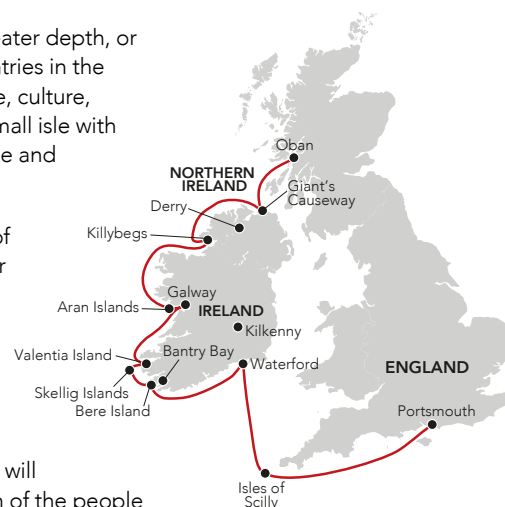 eater depth, or
tries in the
e, culture,
mall isle with
e and
of
r
will
n of the people
Oban
NORTHERN
IRELAND
Giant's
Causeway
Derry
Killybegs
Galway
Aran Islands
IRELAND
Kilkenny
Valentia Island
Bantry Bay
Waterford
Skellig Islands
Bere Island
ENGLAND
Portsmouth
Isles of
Scilly